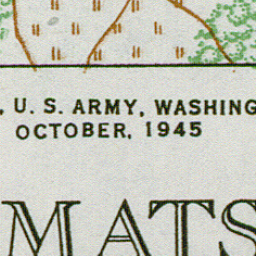 , U. S. ARMY, WASHING
OCTOBER, 1945
MATS